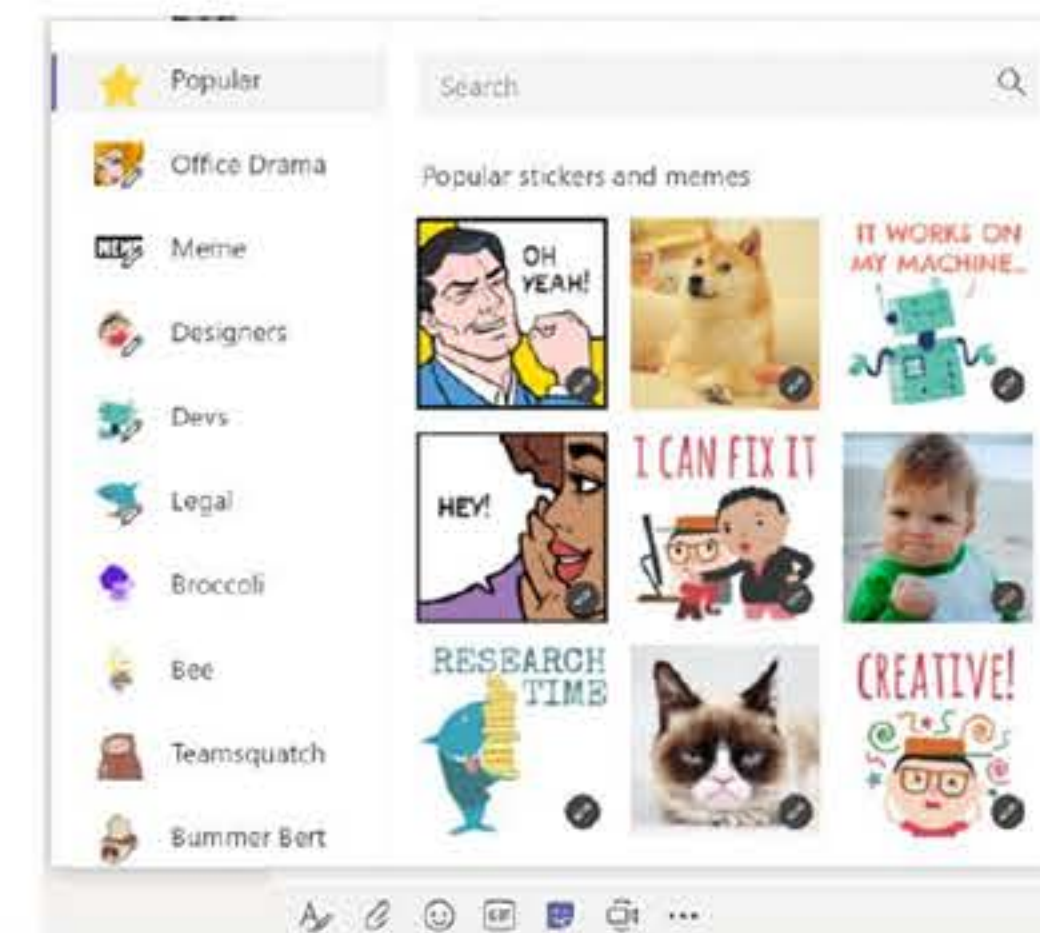 Popular
Office Drama
Meme
Designers
Devs
Legal
Broccoli
Bee
Teamsquatch
Bummer Bert
Search
Popular stickers and memes
OH
YEAH!
IT WORKS ON
MY MACHINE...
HEY!
I CAN FIX IT
RESEARCH
TIME
CREATIVE!
GIF